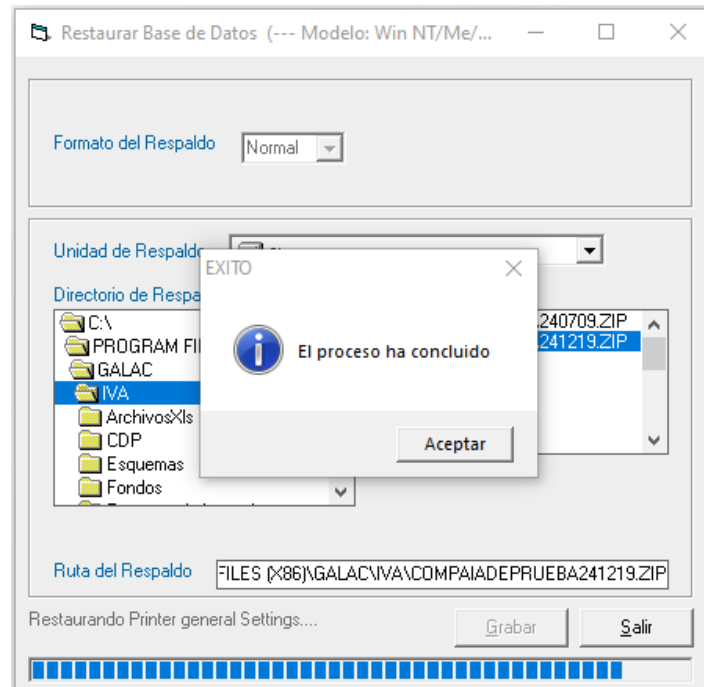 Restaurar Base de Datos (--- Modelo: Win NT/Me/...
Formato del Respaldo
Normal
Unidad de Respaldo
EXITO
Directorio de Respa
C:\
PROGRAM FI
GALAC
IVA
ArchivosXls
CDP
Esquemas
Fondos
.240709.ZIP
241219.ZIP
El proceso ha concluido
Aceptar
Ruta del Respaldo
FILES (X86)\GALAC\IVA\COMPAIADEPRUEBA241219.ZIP
Restaurando Printer general Settings....
Grabar
Salir